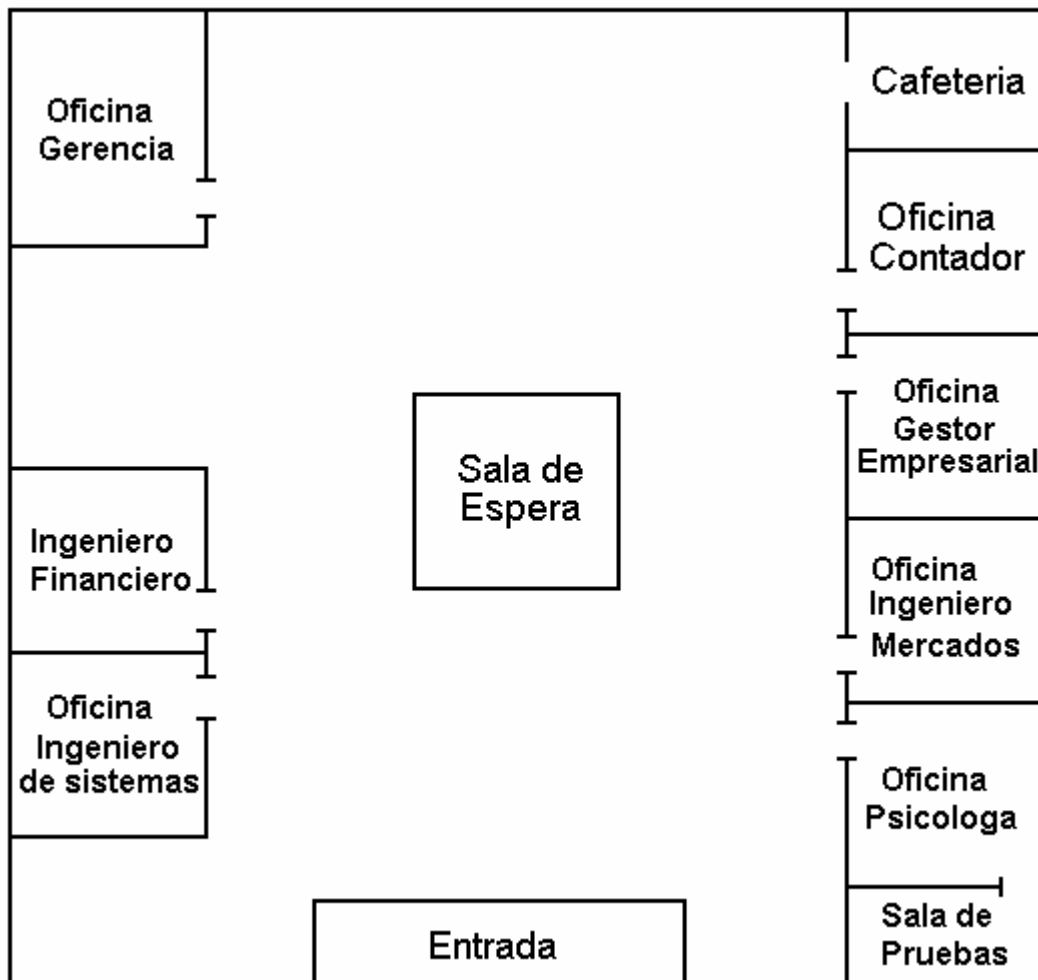 Oficina
Gerencia
Cafeteria
Oficina
Contador
Oficina
Gestor
Empresarial
Sala de
Espera
Ingeniero
Financiero
Oficina
Ingeniero
Mercados
Oficina
Ingeniero
de sistemas
Oficina
Psicologa
Sala de
Pruebas
Entrada